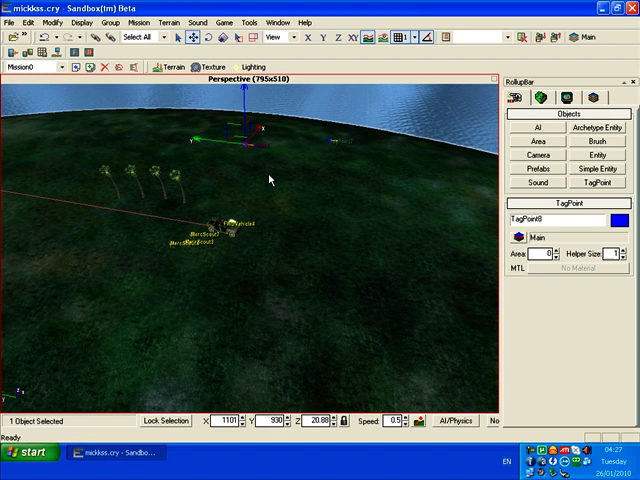 mickkss.cry - Sandbox(tm) Beta
File Edit Modify Display Group Mission Terrain Sound Game Tools Window Help
Select All View X Y Z XY 1 Main
Mission0 Terrain Texture Lighting
Perspective (795x510)
RollupBar
Objects
AI Archetype Entity
Area Brush
Camera Entity
Prefabs Simple Entity
Sound TagPoint
TagPoint
TagPoint8
Main
Area: 0 Helper Size: 1
MTL No Material
Y
X
1 Object Selected Lock Selection X 1101 Y 930 Z 20.88 Speed: 0.5 AI/Physics No
Ready
start mickkss.cry - Sandbo... EN
04:27
Tuesday
26/01/2010